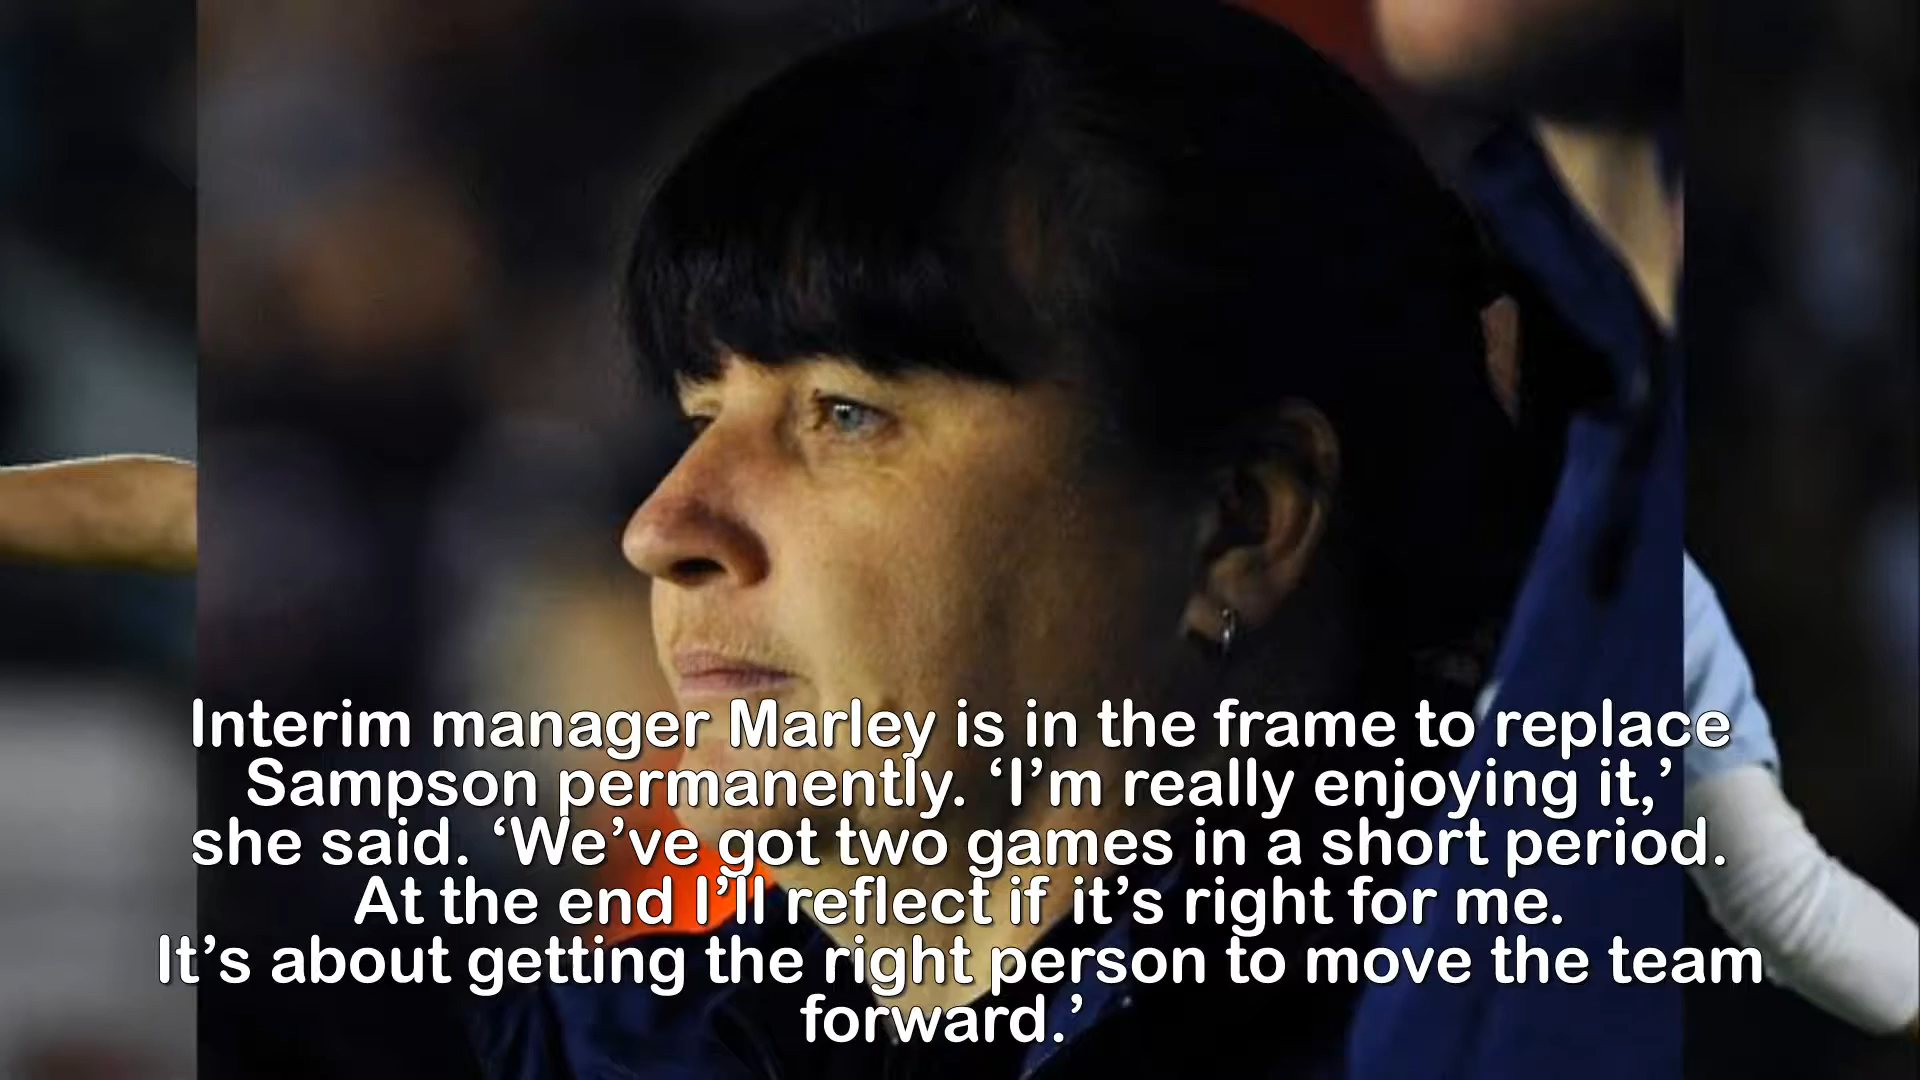 Interim manager Marley is in the frame to replace
Sampson permanently. ‘I’m really enjoying it,’
she said. ‘We’ve got two games in a short period.
At the end I’ll reflect if it’s right for me.
It’s about getting the right person to move the team
forward.’